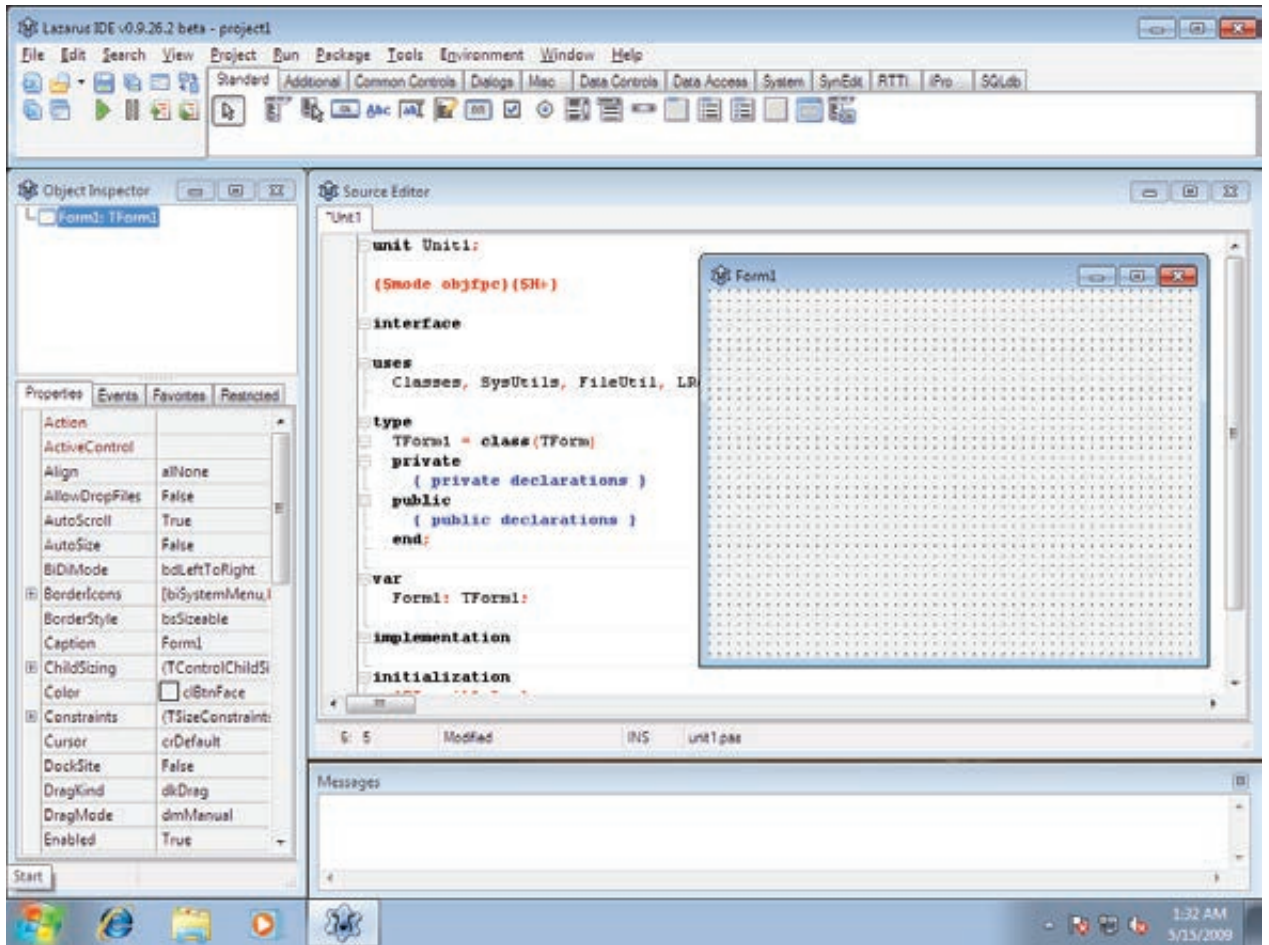 Lazarus IDE v0.9.26.2 beta - project1
File Edit Search View Project Run Package Tools Environment Window Help
Standard Additional Common Controls Dialogs Misc Data Controls Data Access System SynEdit RTTI IPro SQLdb
OK Abc ab
Object Inspector
Form1: TForm1
Properties Events Favorites Restricted
Action
ActiveControl
Align alNone
AllowDropFiles False
AutoScroll True
AutoSize False
BiDiMode bdLeftToRight
BorderIcons [biSystemMenu,
BorderStyle bsSizeable
Caption Form1
ChildSizing (TControlChildSi
Color clBtnFace
Constraints (TSizeConstraints
Cursor crDefault
DockSite False
DragKind dkDrag
DragMode dmManual
Enabled True
Source Editor
*Unit1
unit Unit1;
{$mode objfpc}{$H+}
interface
uses
Classes, SysUtils, FileUtil, LR
type
TForm1 = class(TForm)
private
{ private declarations }
public
{ public declarations }
end;
var
Form1: TForm1;
implementation
initialization
6: 5 Modified INS unit1.pas
Form1
Messages
Start
1:32 AM
5/15/2009